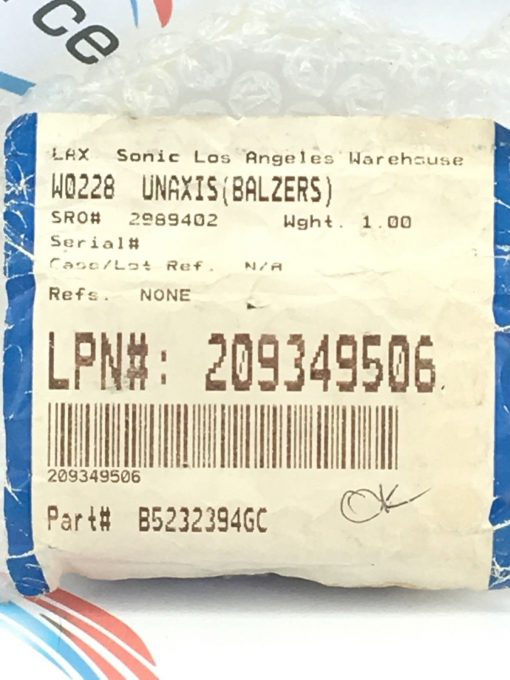 rce
LAX Sonic Los Angeles Warehouse
W0228 UNAXIS(BALZERS)
SRO# 2989402 Wght. 1.00
Serial#
Case/Lot Ref. N/A
Refs. NONE
LPN#: 209349506
209349506
Part# B5232394GC
OK